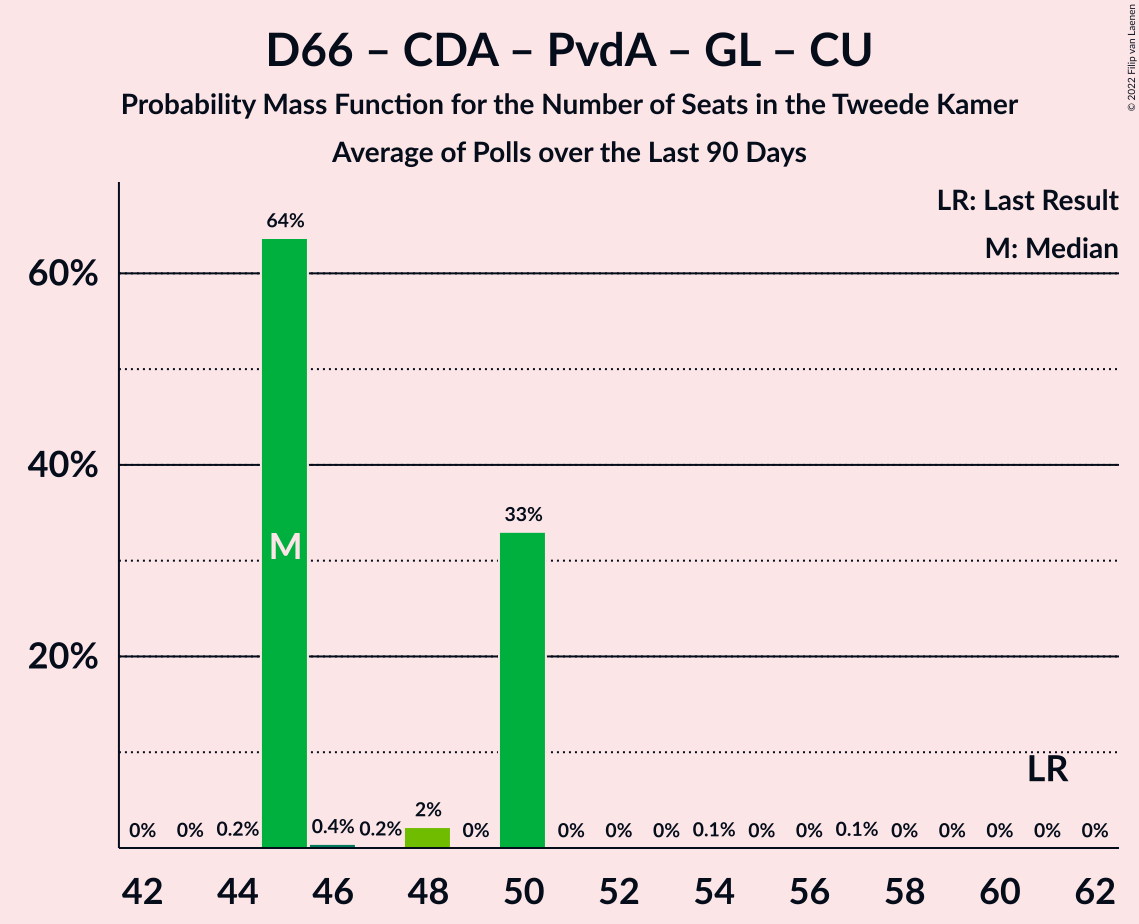 D66 – CDA – PvdA – GL – CU
Probability Mass Function for the Number of Seats in the Tweede Kamer
Average of Polls over the Last 90 Days
© 2022 Filip van Laenen
LR: Last Result
M: Median
64%
60%
M
40%
33%
20%
LR
0% 0% 0.2% 0.4% 0.2% 2% 0% 0% 0% 0% 0.1% 0% 0% 0.1% 0% 0% 0% 0% 0%
42 44 46 48 50 52 54 56 58 60 62